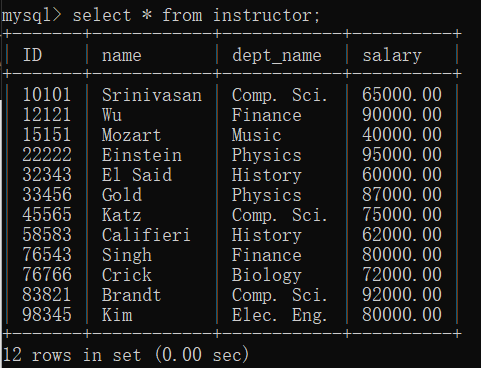 mysql> select * from instructor;
+-------+------------+------------+----------+
| ID    | name       | dept_name  | salary   |
+-------+------------+------------+----------+
| 10101 | Srinivasan | Comp. Sci. | 65000.00 |
| 12121 | Wu         | Finance    | 90000.00 |
| 15151 | Mozart     | Music      | 40000.00 |
| 22222 | Einstein   | Physics    | 95000.00 |
| 32343 | El Said    | History    | 60000.00 |
| 33456 | Gold       | Physics    | 87000.00 |
| 45565 | Katz       | Comp. Sci. | 75000.00 |
| 58583 | Califieri  | History    | 62000.00 |
| 76543 | Singh      | Finance    | 80000.00 |
| 76766 | Crick      | Biology    | 72000.00 |
| 83821 | Brandt     | Comp. Sci. | 92000.00 |
| 98345 | Kim        | Elec. Eng. | 80000.00 |
+-------+------------+------------+----------+
12 rows in set (0.00 sec)